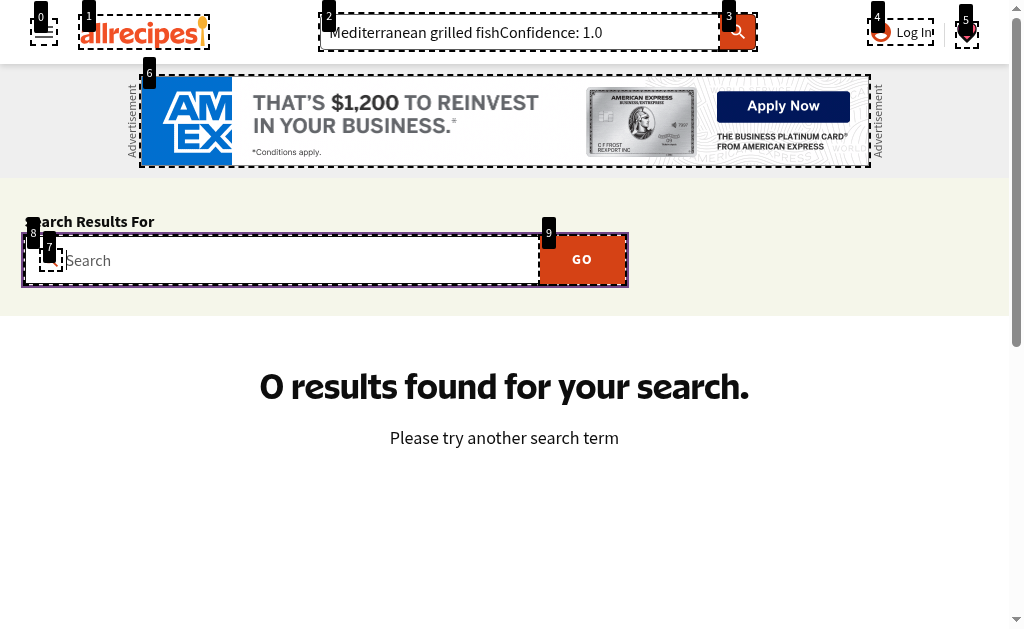 0
1
allrecipes
2
Mediterranean grilled fishConfidence: 1.0
3
4
Log In
5
6
Advertisement
AM
EX
THAT'S $1,200 TO REINVEST
IN YOUR BUSINESS.*
*Conditions apply.
AMERICAN EXPRESS
C F FROST
REXPORT INC
Apply Now
THE BUSINESS PLATINUM CARD®
FROM AMERICAN EXPRESS
Advertisement
Search Results For
8
7
Search
9
GO
0 results found for your search.
Please try another search term